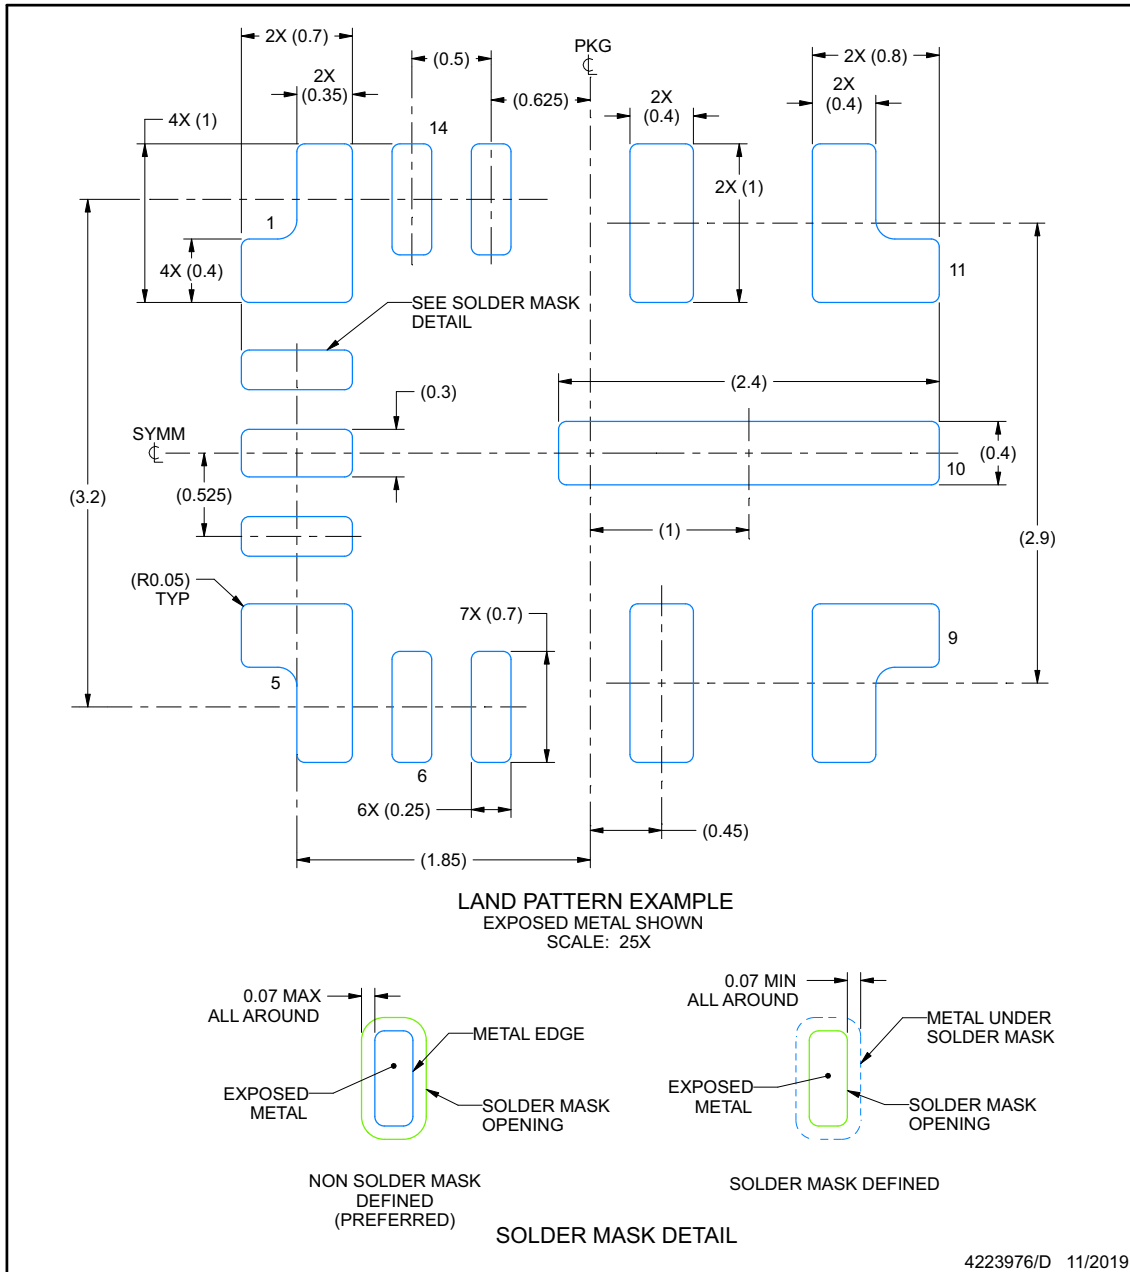 2X (0.7)
(0.5)
PKG
℄
2X (0.8)
2X
(0.35)
(0.625)
2X
(0.4)
2X
(0.4)
4X (1)
14
2X (1)
1
4X (0.4)
11
SEE SOLDER MASK
DETAIL
(2.4)
(0.3)
SYMM
℄
(0.4)
10
(3.2)
(0.525)
(1)
(2.9)
(R0.05)
TYP
7X (0.7)
9
5
6
6X (0.25)
(0.45)
(1.85)
LAND PATTERN EXAMPLE
EXPOSED METAL SHOWN
SCALE: 25X
0.07 MAX
ALL AROUND
METAL EDGE
EXPOSED
METAL
SOLDER MASK
OPENING
NON SOLDER MASK
DEFINED
(PREFERRED)
0.07 MIN
ALL AROUND
METAL UNDER
SOLDER MASK
EXPOSED
METAL
SOLDER MASK
OPENING
SOLDER MASK DEFINED
SOLDER MASK DETAIL
4223976/D 11/2019